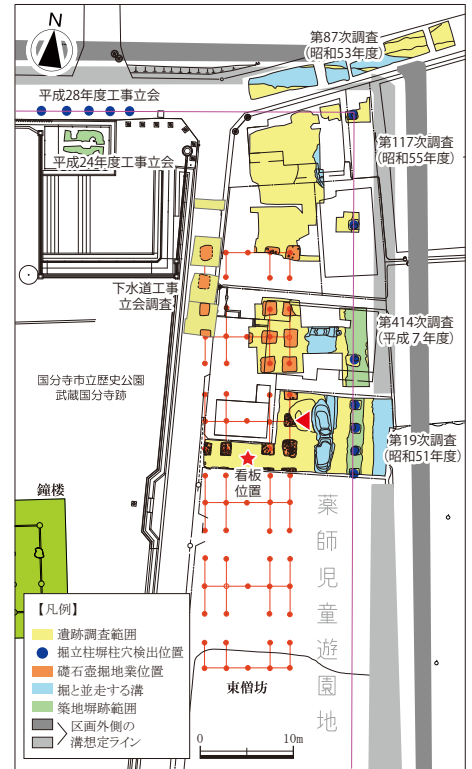 N
第87次調査
（昭和53年度）
平成28年度工事立会
平成24年度工事立会
第117次調査
（昭和55年度）
下水道工事
立会調査
第414次調査
（平成７年度）
国分寺市立歴史公園
武蔵国分寺跡
第19次調査
（昭和51年度）
看板
位置
鐘楼
薬師児童遊園地
【凡例】
遺跡調査範囲
掘立柱塀柱穴検出位置
礎石壺掘地業位置
掘と並走する溝
築地塀跡範囲
区画外側の
溝想定ライン
東僧坊
0 10m